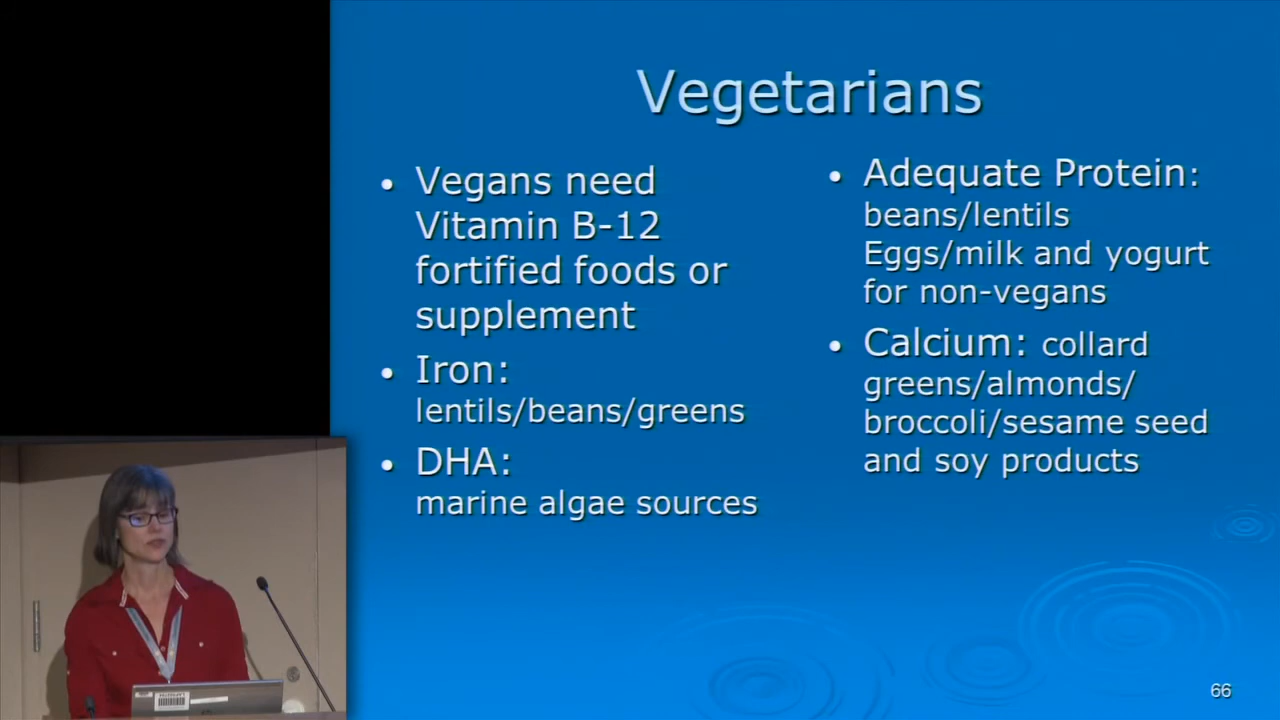 Vegetarians
• Vegans need
Vitamin B-12
fortified foods or
supplement
• Iron:
lentils/beans/greens
• DHA:
marine algae sources
• Adequate Protein:
beans/lentils
Eggs/milk and yogurt
for non-vegans
• Calcium: collard
greens/almonds/
broccoli/sesame seed
and soy products
66